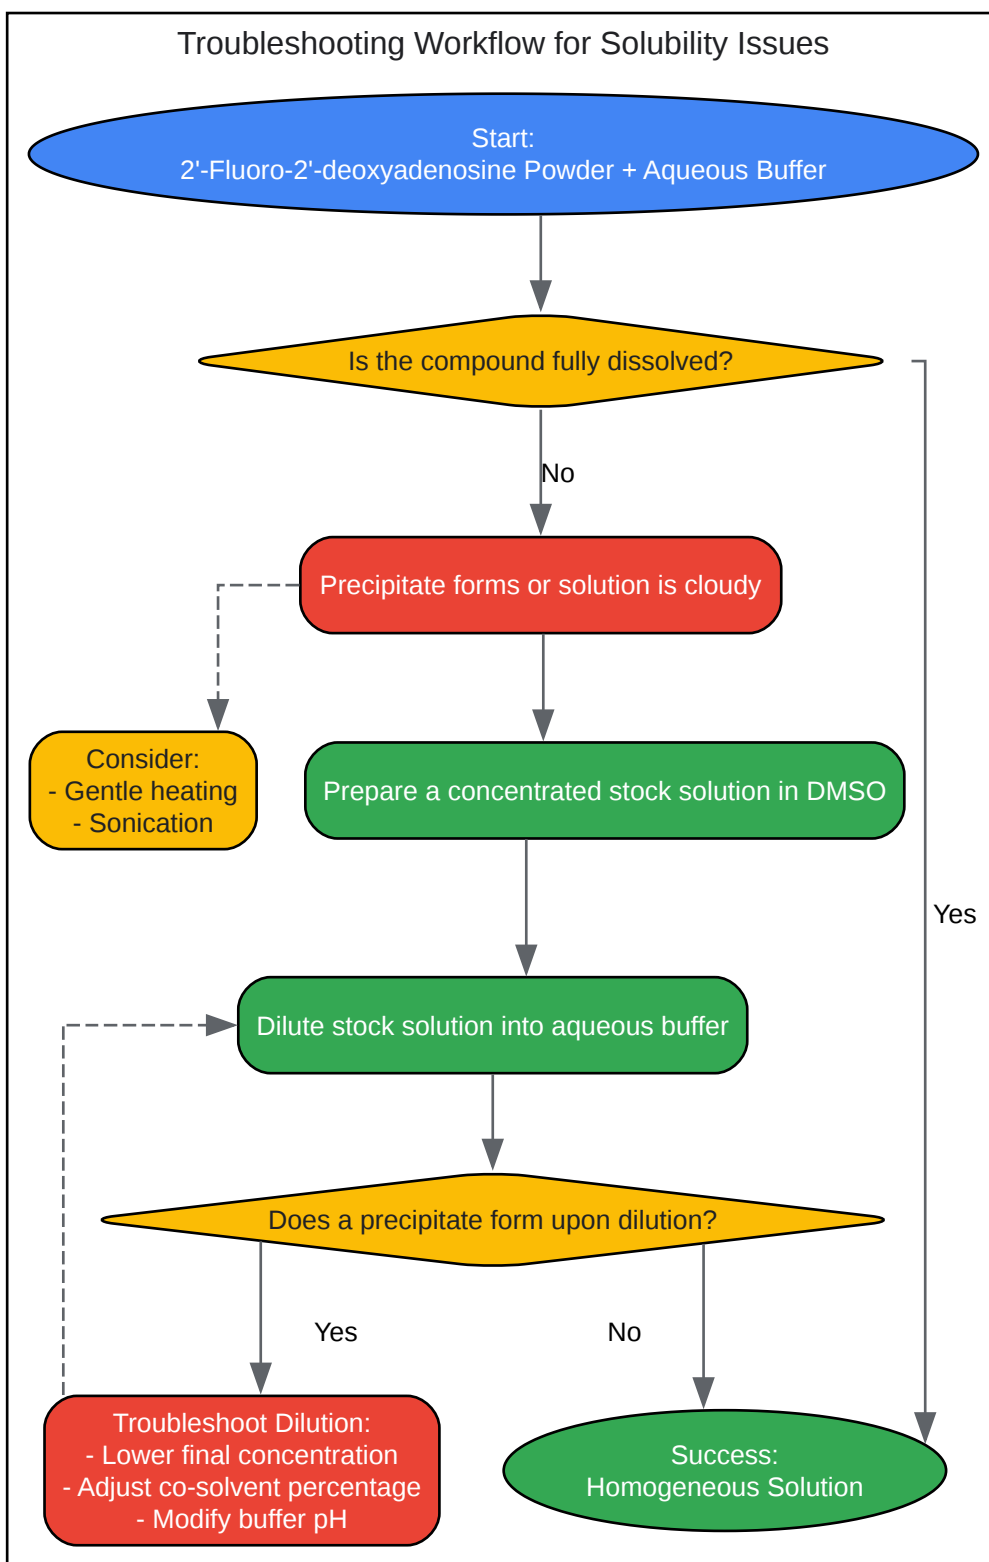 Troubleshooting Workflow for Solubility Issues
Start:
2'-Fluoro-2'-deoxyadenosine Powder + Aqueous Buffer
Is the compound fully dissolved?
No
Precipitate forms or solution is cloudy
Consider:
- Gentle heating
- Sonication
Prepare a concentrated stock solution in DMSO
Yes
Dilute stock solution into aqueous buffer
Does a precipitate form upon dilution?
Yes
No
Troubleshoot Dilution:
- Lower final concentration
- Adjust co-solvent percentage
- Modify buffer pH
Success:
Homogeneous Solution